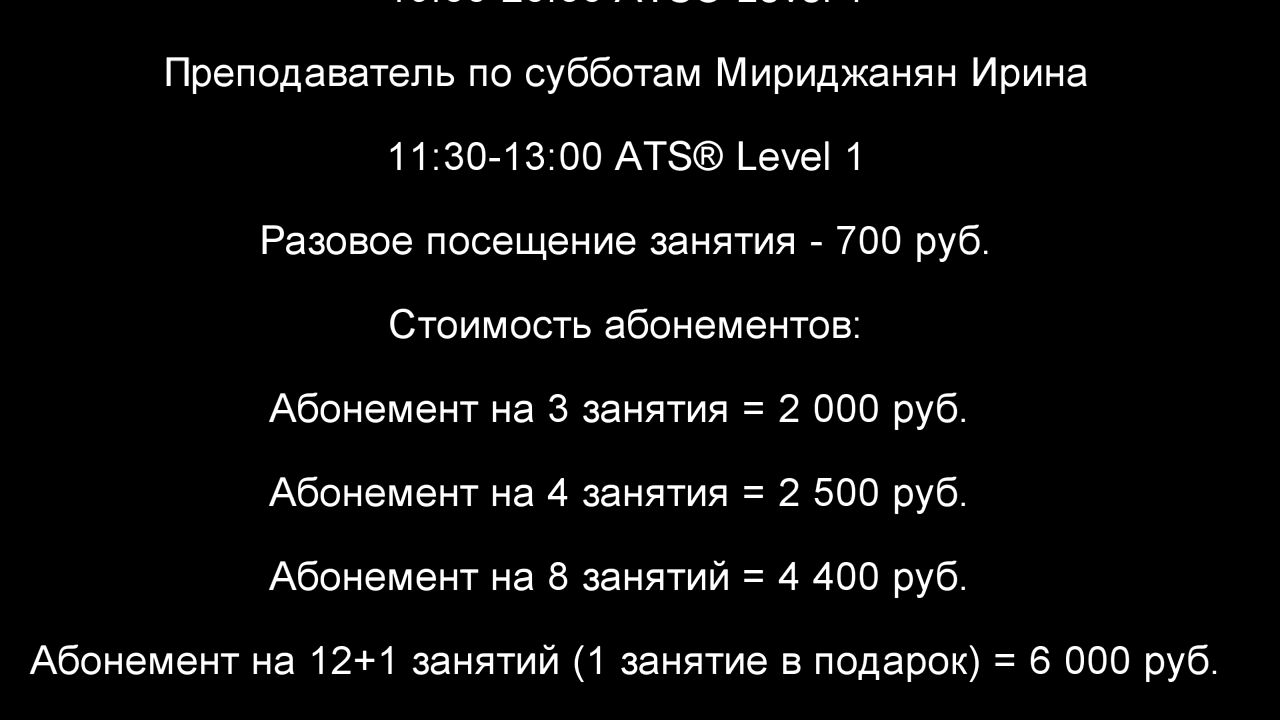 Преподаватель по субботам Мириджанян Ирина
11:30-13:00 ATS® Level 1
Разовое посещение занятия - 700 руб.
Стоимость абонементов:
Абонемент на 3 занятия = 2 000 руб.
Абонемент на 4 занятия = 2 500 руб.
Абонемент на 8 занятий = 4 400 руб.
Абонемент на 12+1 занятий (1 занятие в подарок) = 6 000 руб.